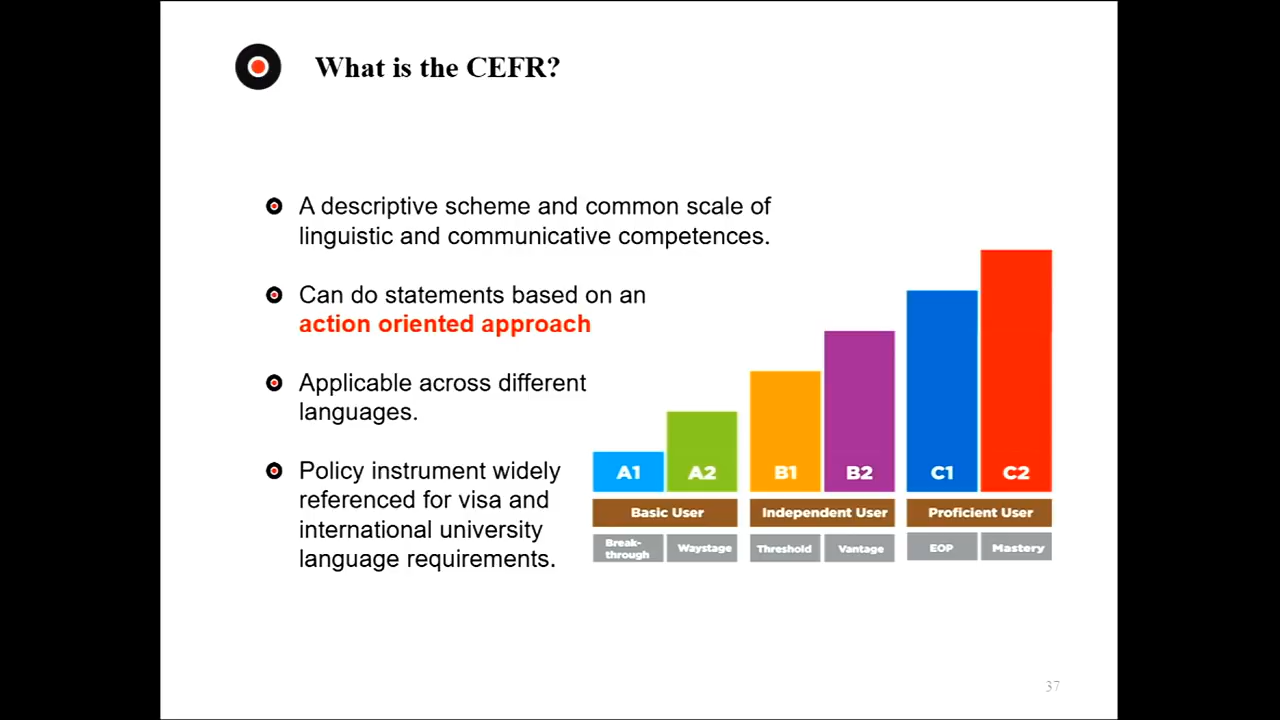 What is the CEFR?
A descriptive scheme and common scale of
linguistic and communicative competences.
Can do statements based on an
action oriented approach
Applicable across different
languages.
Policy instrument widely
referenced for visa and
international university
language requirements.
A1 A2 B1 B2 C1 C2
Basic User Independent User Proficient User
Break-
through
Waystage Threshold Vantage EOP Mastery
37